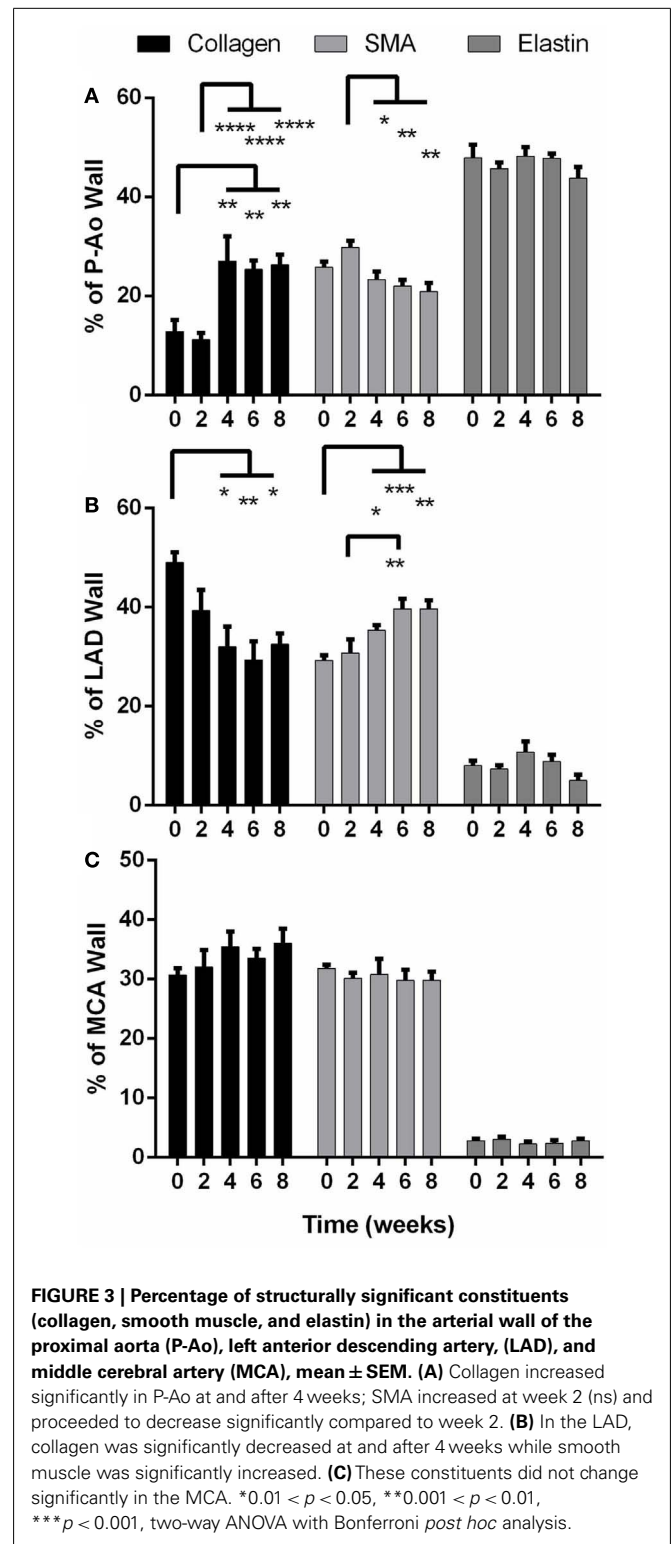 Collagen SMA Elastin
A
60
40
20
0
% of P-Ao Wall
**** **** ****
** ** **
* ** **
0 2 4 6 8 0 2 4 6 8 0 2 4 6 8
B
60
40
20
0
% of LAD Wall
* ** *
* *** **
**
0 2 4 6 8 0 2 4 6 8 0 2 4 6 8
C
50
40
30
20
10
0
% of MCA Wall
0 2 4 6 8 0 2 4 6 8 0 2 4 6 8
Time (weeks)
FIGURE 3 | Percentage of structurally significant constituents
(collagen, smooth muscle, and elastin) in the arterial wall of the
proximal aorta (P-Ao), left anterior descending artery, (LAD), and
middle cerebral artery (MCA), mean ± SEM. (A) Collagen increased
significantly in P-Ao at and after 4 weeks; SMA increased at week 2 (ns) and
proceeded to decrease significantly compared to week 2. (B) In the LAD,
collagen was significantly decreased at and after 4 weeks while smooth
muscle was significantly increased. (C) These constituents did not change
significantly in the MCA. *0.01 < p < 0.05, **0.001 < p < 0.01,
***p < 0.001, two-way ANOVA with Bonferroni post hoc analysis.